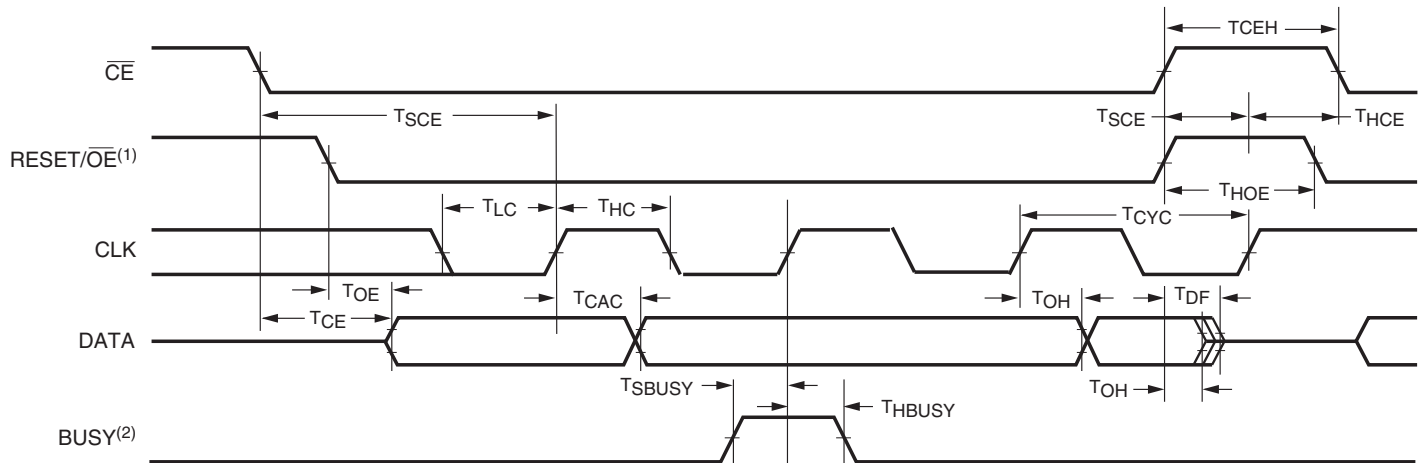 TCEH
CE
TSCE
TSCE
THCE
RESET/OE(1)
THOE
TLC
THC
TCYC
CLK
TOE
TCAC
TOH
TDF
TCE
DATA
TSBUSY
TOH
THBUSY
BUSY(2)